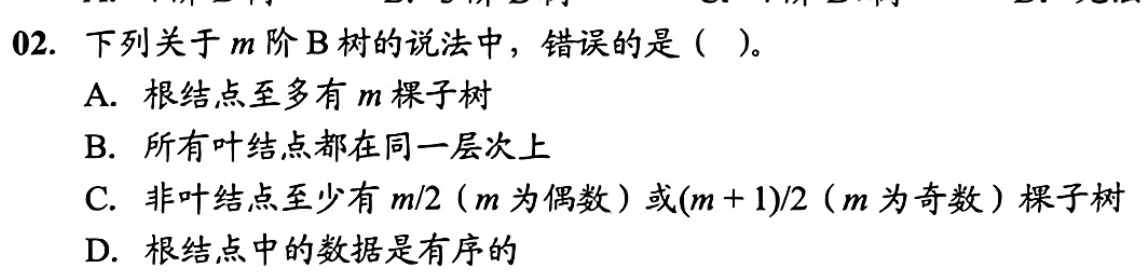 02. 下列关于 m 阶 B 树的说法中，错误的是（ ）。
A. 根结点至多有 m 棵子树
B. 所有叶结点都在同一层次上
C. 非叶结点至少有 m/2（m 为偶数）或(m + 1)/2（m 为奇数）棵子树
D. 根结点中的数据是有序的